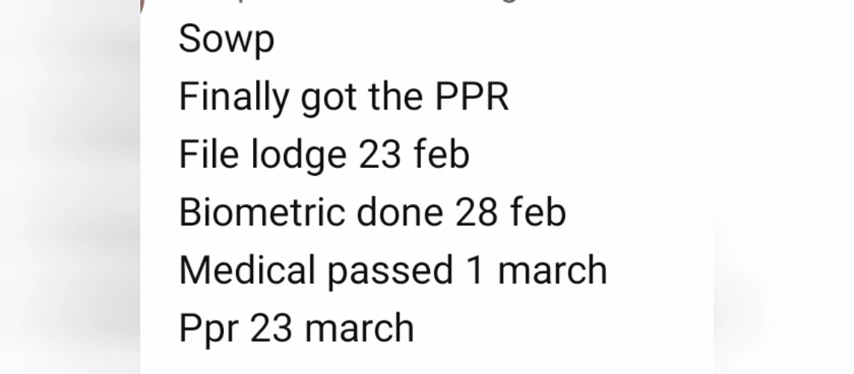 Sowp
Finally got the PPR
File lodge 23 feb
Biometric done 28 feb
Medical passed 1 march
Ppr 23 march